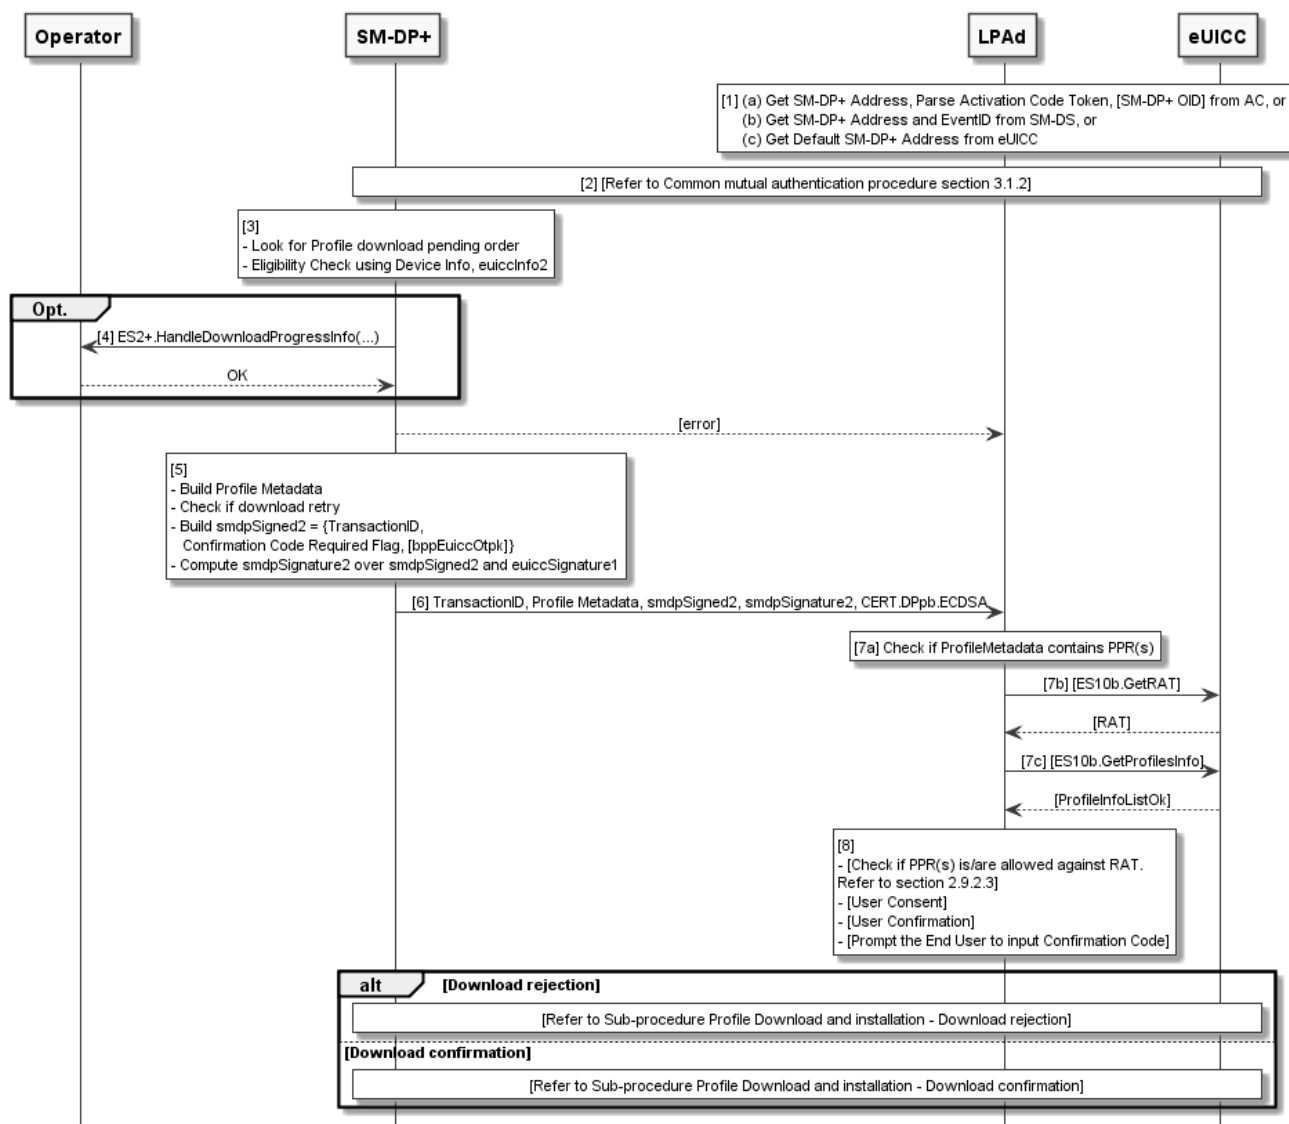 Operator
SM-DP+
LPAd
eUICC
[1] (a) Get SM-DP+ Address, Parse Activation Code Token, [SM-DP+ OID] from AC, or
(b) Get SM-DP+ Address and EventID from SM-DS, or
(c) Get Default SM-DP+ Address from eUICC
[2] [Refer to Common mutual authentication procedure section 3.1.2]
[3]
- Look for Profile download pending order
- Eligibility Check using Device Info, euiccInfo2
Opt.
[4] ES2+.HandleDownloadProgressInfo(...)
OK
[error]
[5]
- Build Profile Metadata
- Check if download retry
- Build smdpSigned2 = {TransactionID,
Confirmation Code Required Flag, [bppEuiccOtpk]}
- Compute smdpSignature2 over smdpSigned2 and euiccSignature1
[6] TransactionID, Profile Metadata, smdpSigned2, smdpSignature2, CERT.DPpb.ECDSA
[7a] Check if ProfileMetadata contains PPR(s)
[7b] [ES10b.GetRAT]
[RAT]
[7c] [ES10b.GetProfilesInfo]
[ProfileInfoListOk]
[8]
- [Check if PPR(s) is/are allowed against RAT.
Refer to section 2.9.2.3]
- [User Consent]
- [User Confirmation]
- [Prompt the End User to input Confirmation Code]
alt
[Download rejection]
[Refer to Sub-procedure Profile Download and installation - Download rejection]
[Download confirmation]
[Refer to Sub-procedure Profile Download and installation - Download confirmation]